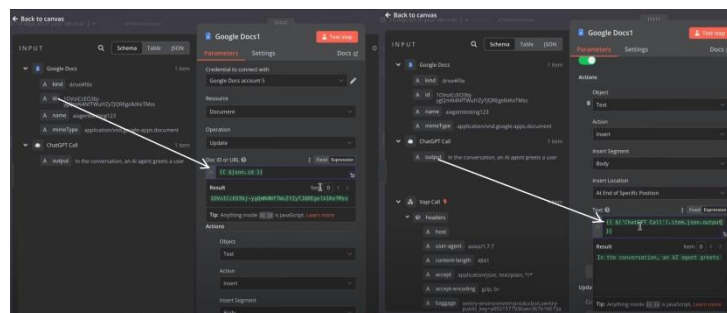 Back to canvas
INPUT
Schema Table JSON
Google Docs
1 item
A kind drive#file
A id
A name aiagenttesting123
A mimeType application/vnd.google-apps.document
ChatGPT Call
1 item
A output In the conversation, an AI agent greets a user
Google Docs1
Test step
Parameters Settings Docs
Credential to connect with
Google Docs account 5
Resource
Document
Operation
Update
Doc ID or URL
Fixed Expression
{{ $json.id }}
Result
Item 0
Tip: Anything inside {{ }} is JavaScript. Learn more
Actions
Object
Text
Action
Insert
Insert Segment
Body
Back to canvas
INPUT
Schema Table JSON
Google Docs
1 item
A kind drive#file
A id
A name aiagenttesting123
A mimeType application/vnd.google-apps.document
ChatGPT Call
1 item
A output In the conversation, an AI agent greets a user
Vapi Call
headers
A host
A user-agent axios/1.7.7
A content-length 4831
A accept application/json, text/plain, */*
A accept-encoding gzip, br
A baggage
Google Docs1
Test step
Parameters Settings Docs
Actions
Object
Text
Action
Insert
Insert Segment
Body
Insert Location
At End of Specific Position
Text
Fixed Expression
{{ $('ChatGPT Call').item.json.output
}}
Result
Item 0
In the conversation, an AI agent greets
Tip: Anything inside {{ }} is JavaScript. Learn more